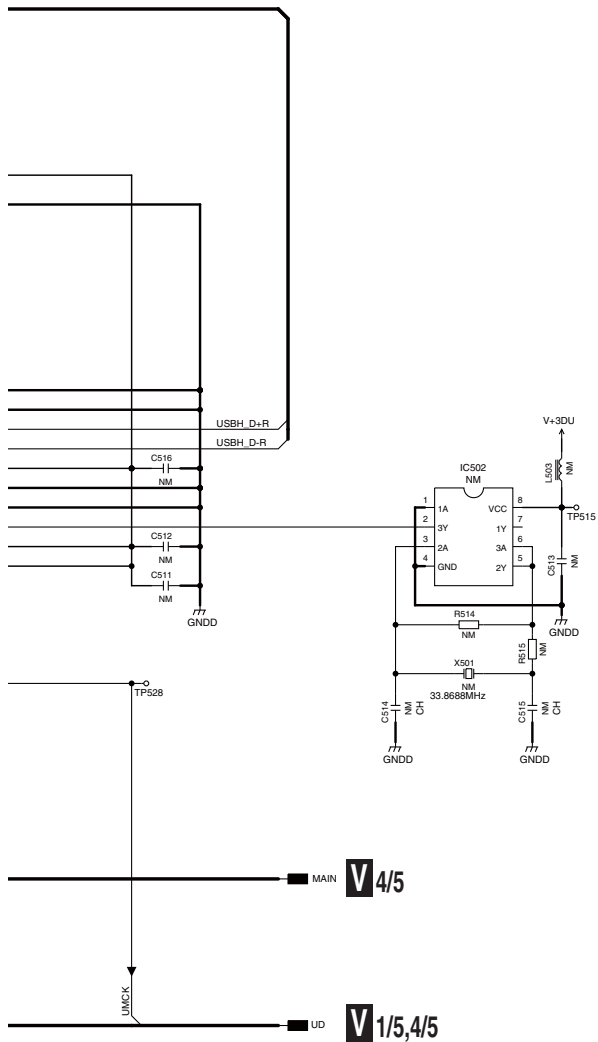 USBH_D+R
USBH_D-R
C516
NM
C512
NM
C511
NM
GNDD
V+3DU
L503
NM
IC502
NM
1
1A
VCC
8
2
3Y
1Y
7
3
2A
3A
6
4
GND
2Y
5
TP515
C513
NM
GNDD
R514
NM
R515
NM
X501
NM
33.8688MHz
C514
NM
CH
C515
NM
CH
GNDD
GNDD
TP528
MAIN
V 4/5
UMCK
UD
V 1/5,4/5